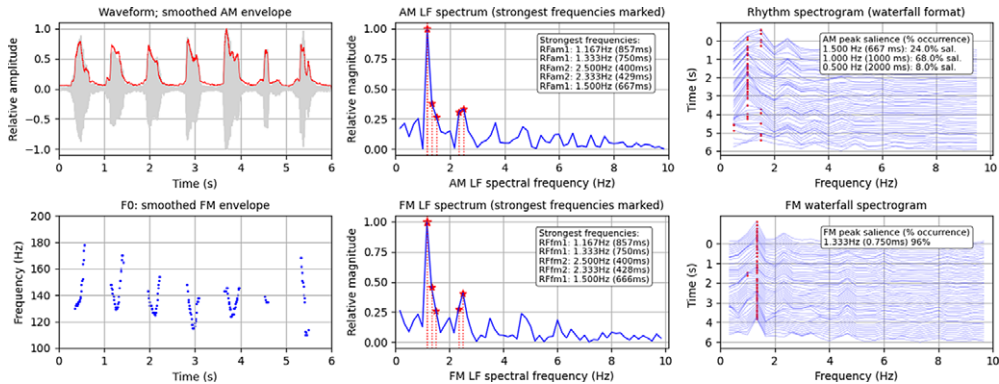 Waveform; smoothed AM envelope
Relative amplitude
1.0
0.5
0.0
−0.5
−1.0
0 1 2 3 4 5 6
Time (s)
AM LF spectrum (strongest frequencies marked)
Relative magnitude
1.00
0.75
0.50
0.25
0.00
Strongest frequencies:
RFam1: 1.167Hz (857ms)
RFam1: 1.333Hz (750ms)
RFam2: 2.500Hz (400ms)
RFam2: 2.333Hz (429ms)
RFam1: 1.500Hz (667ms)
2 4 6 8 10
AM LF spectral frequency (Hz)
Rhythm spectrogram (waterfall format)
Time (s)
0
1
2
3
4
5
6
AM peak salience (% occurrence)
1.500 Hz (667 ms): 24.0% sal.
1.000 Hz (1000 ms): 68.0% sal.
0.500 Hz (2000 ms): 8.0% sal.
0 2 4 6 8 10
Frequency (Hz)
F0: smoothed FM envelope
Frequency (Hz)
200
180
160
140
120
100
0 1 2 3 4 5 6
Time (s)
FM LF spectrum (strongest frequencies marked)
Relative magnitude
1.00
0.75
0.50
0.25
0.00
Strongest frequencies:
RFfm1: 1.167Hz (857ms)
RFfm1: 1.333Hz (750ms)
RFfm2: 2.500Hz (400ms)
RFfm2: 2.333Hz (428ms)
RFfm1: 1.500Hz (666ms)
2 4 6 8 10
FM LF spectral frequency (Hz)
FM waterfall spectrogram
Time (s)
0
1
2
3
4
5
6
FM peak salience (% occurrence)
1.333Hz (0.750ms) 96%
0 2 4 6 8 10
Frequency (Hz)